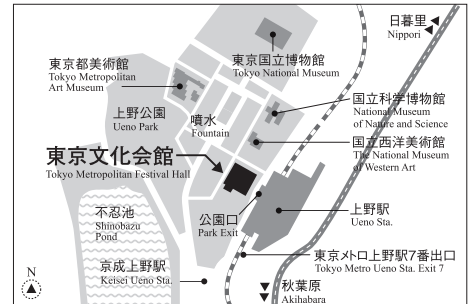 日暮里
Nippori
東京国立博物館
Tokyo National Museum
東京都美術館
Tokyo Metropolitan
Art Museum
国立科学博物館
National Museum
of Nature and Science
上野公園
Ueno Park
噴水
Fountain
国立西洋美術館
The National Museum
of Western Art
東京文化会館
Tokyo Metropolitan Festival Hall
不忍池
Shinobazu
Pond
公園口
Park Exit
上野駅
Ueno Sta.
東京メトロ上野駅7番出口
Tokyo Metro Ueno Sta. Exit 7
京成上野駅
Keisei Ueno Sta.
N
秋葉原
Akihabara